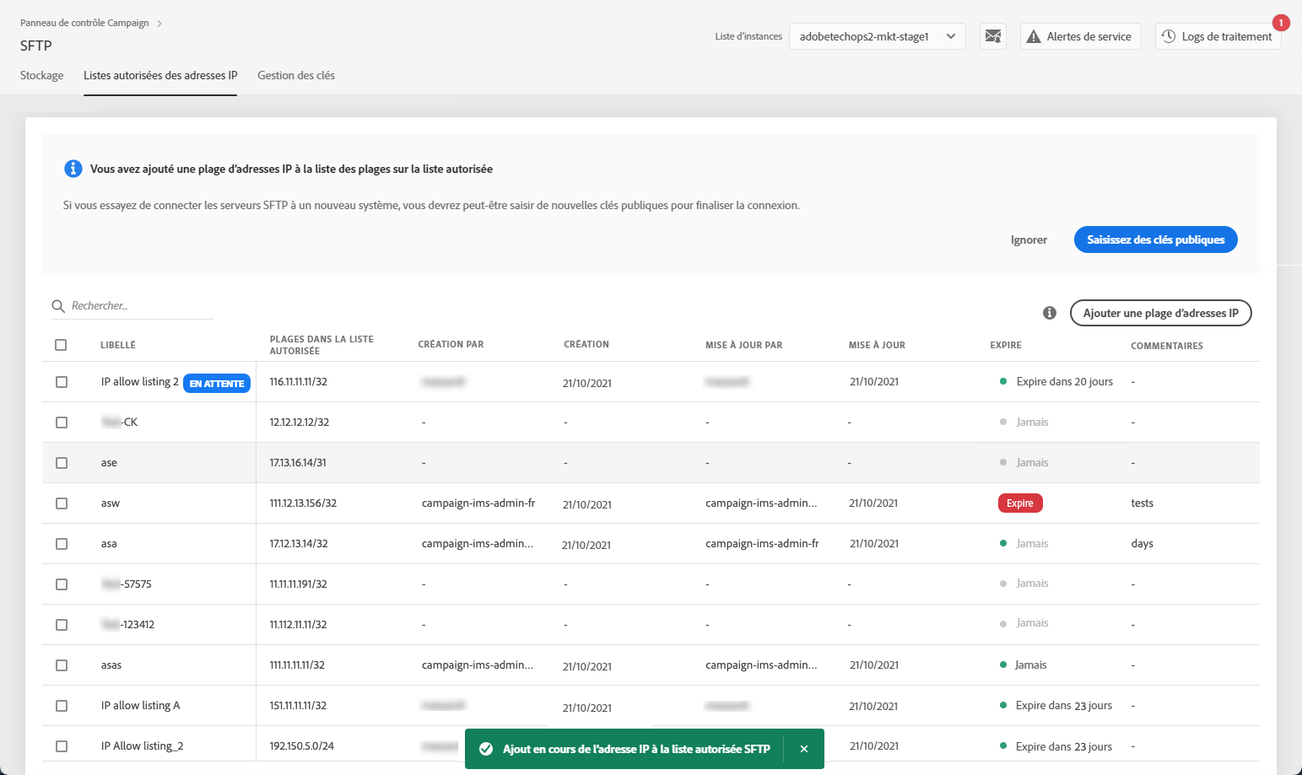 Panneau de contrôle Campaign >
SFTP
Liste d'instances adobetechops2-mkt-stage1 Alertes de service Logs de traitement 1
Stockage Listes autorisées des adresses IP Gestion des clés
Vous avez ajouté une plage d'adresses IP à la liste des plages sur la liste autorisée
Si vous essayez de connecter les serveurs SFTP à un nouveau système, vous devrez peut-être saisir de nouvelles clés publiques pour finaliser la connexion.
Ignorer Saisissez des clés publiques
Rechercher... Ajouter une plage d'adresses IP
LIBELLÉ PLAGES DANS LA LISTE AUTORISÉE CRÉATION PAR CRÉATION MISE À JOUR PAR MISE À JOUR EXPIRE COMMENTAIRES
IP allow listing 2 EN ATTENTE 116.11.11.11/32 21/10/2021 21/10/2021 Expire dans 20 jours -
-CK 12.12.12.12/32 - - - - Jamais -
ase 17.13.16.14/31 - - - - Jamais -
asw 111.12.13.156/32 campaign-ims-admin-fr 21/10/2021 campaign-ims-admin... 21/10/2021 Expire tests
asa 17.12.13.14/32 campaign-ims-admin... 21/10/2021 campaign-ims-admin-fr 21/10/2021 Jamais days
-57575 11.11.11.191/32 - - - - Jamais -
-123412 11.112.11.11/32 - - - - Jamais -
asas 111.11.11.11/32 campaign-ims-admin... 21/10/2021 campaign-ims-admin... 21/10/2021 Jamais -
IP allow listing A 151.11.11.11/32 21/10/2021 21/10/2021 Expire dans 23 jours -
IP Allow listing_2 192.150.5.0/24 21/10/2021 Expire dans 23 jours -
Ajout en cours de l'adresse IP à la liste autorisée SFTP ×